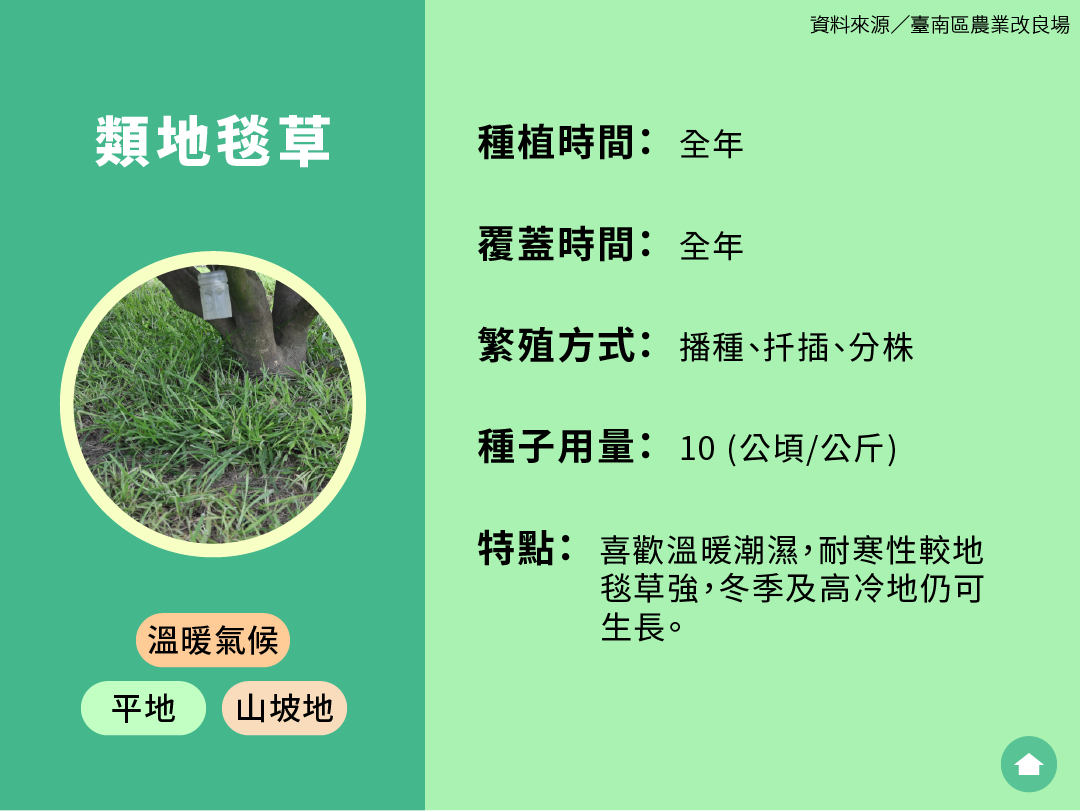 資料來源／臺南區農業改良場
類地毯草
溫暖氣候
平地
山坡地
種植時間： 全年
覆蓋時間： 全年
繁殖方式： 播種、扦插、分株
種子用量： 10 (公頃/公斤)
特點： 喜歡溫暖潮濕，耐寒性較地
毯草強，冬季及高冷地仍可
生長。